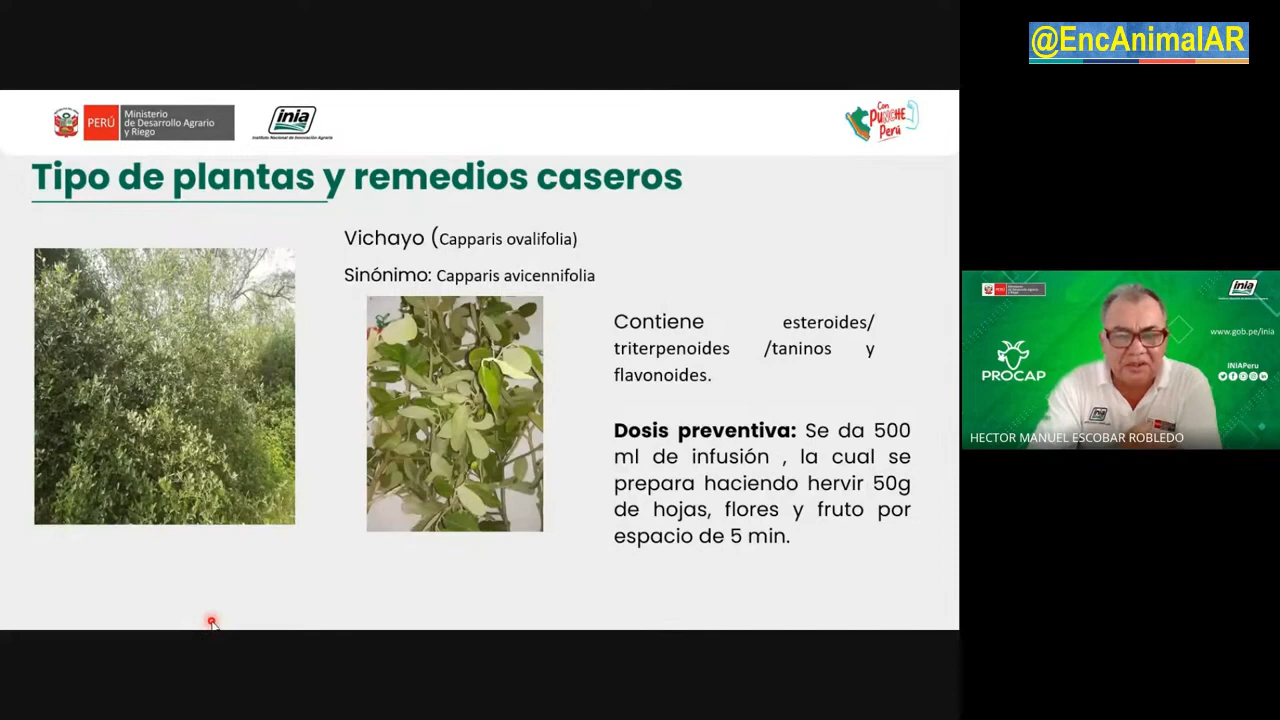 @EncAnimalAR
PERÚ
Ministerio
de Desarrollo Agrario
y Riego
inia
Instituto Nacional de Innovación Agraria
Con
PUNCHE
Perú
Tipo de plantas y remedios caseros
Vichayo (Capparis ovalifolia)
Sinónimo: Capparis avicennifolia
Contiene esteroides/
triterpenoides /taninos y
flavonoides.
Dosis preventiva: Se da 500
ml de infusión , la cual se
prepara haciendo hervir 50g
de hojas, flores y fruto por
espacio de 5 min.
PERÚ
inia
www.gob.pe/inia
PROCAP
INIAPeru
inia
HECTOR MANUEL ESCOBAR ROBLEDO